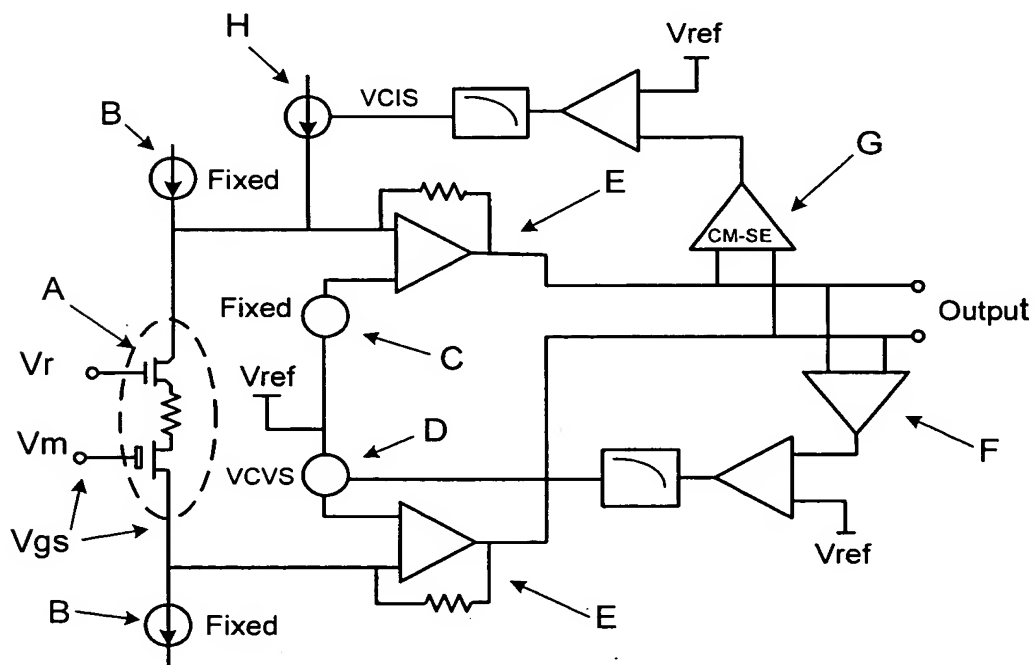 H
Vref
B
VCIS
G
Fixed
E
CM-SE
A
Fixed
Output
Vr
C
Vref
D
Vm
F
VCVS
Vgs
Vref
B
Fixed
E